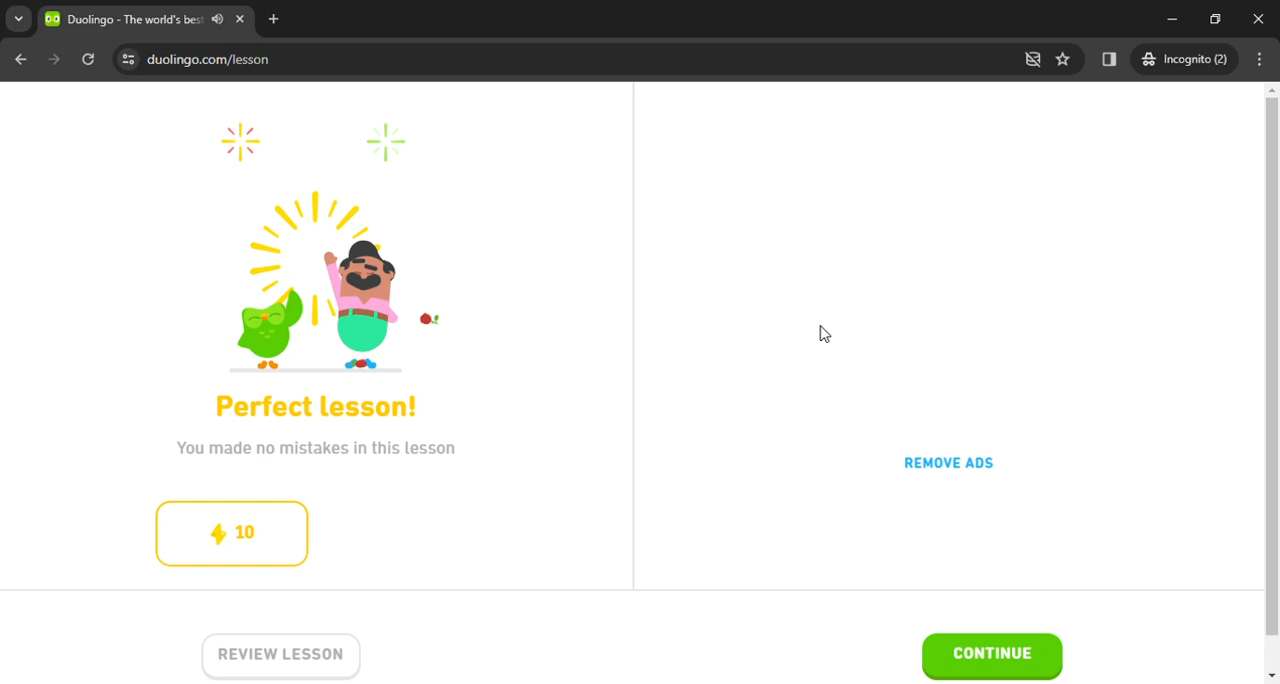 Duolingo - The world's best
duolingo.com/lesson
Incognito (2)
Perfect lesson!
You made no mistakes in this lesson
10
REMOVE ADS
REVIEW LESSON
CONTINUE